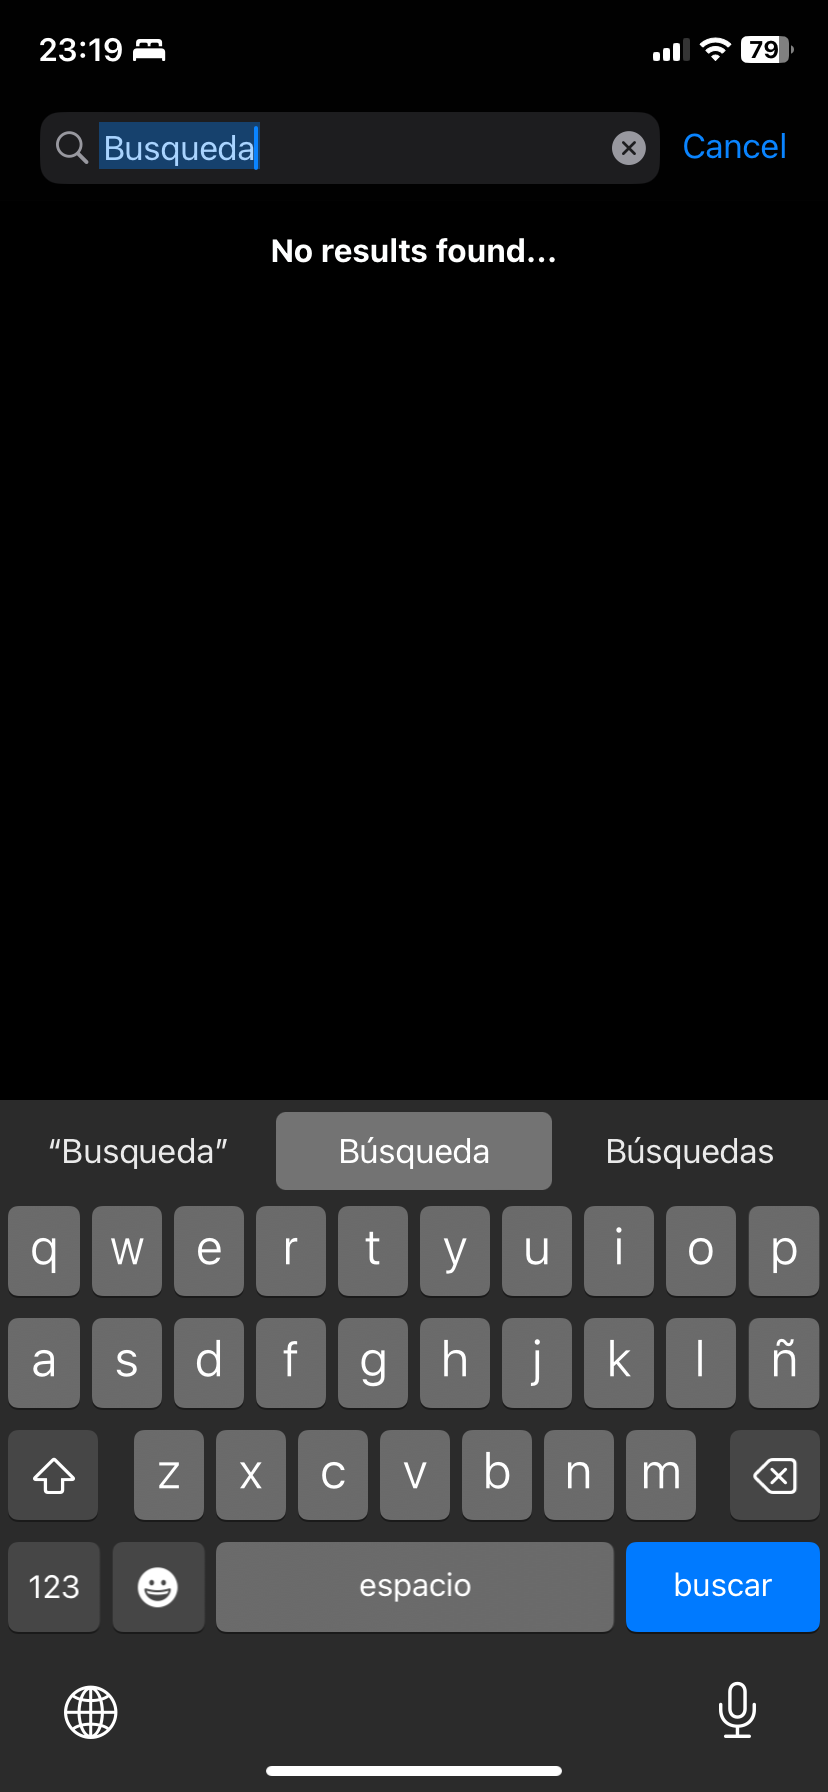 23:19 79
Busqueda Cancel
No results found...
“Busqueda” Búsqueda Búsquedas
q w e r t y u i o p
a s d f g h j k l ñ
z x c v b n m
123 espacio buscar